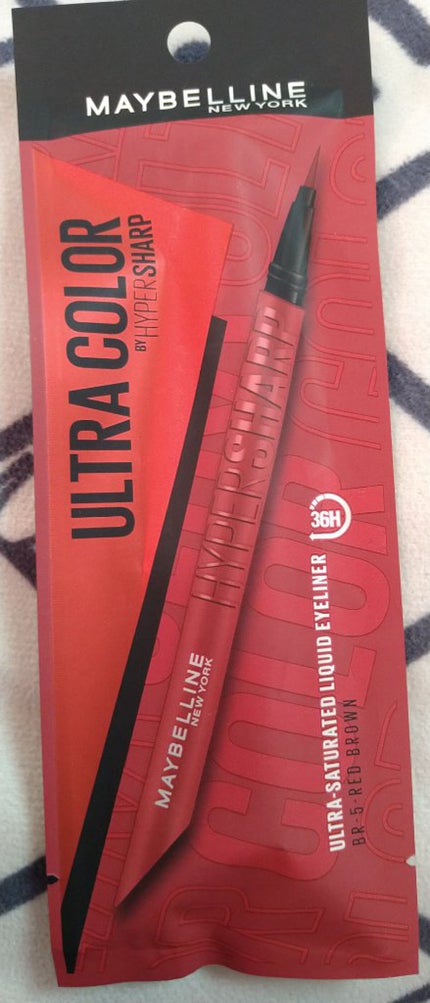 MAYBELLINE
NEW YORK
ULTRA COLOR
BY HYPERSHARP
HYPERSHARP
MAYBELLINE
NEW YORK
36H
ULTRA-SATURATED LIQUID EYELINER
BR-5-RED BROWN
COLOR